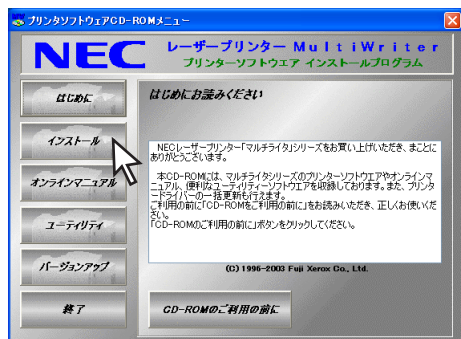 プリンタソフトウェアCD-ROMメニュー
NEC
レーザープリンター MultiWriter
プリンターソフトウエア インストールプログラム
はじめに
はじめにお読みください
インストール
オンラインマニュアル
ユーティリティ
バージョンアップ
終了
NECレーザープリンター「マルチライタ」シリーズをお買い上げいただき、まことに
ありがとうございます。
本CD-ROMには、マルチライタシリーズのプリンターソフトウエアやオンラインマ
ニュアル、便利なユーティリティーソフトウエアを収録しております。また、プリンタ
ードライバーの一括更新も行えます。
ご利用の前に「CD-ROMをご利用の前に」をお読みいただき、正しくお使いくだ
さい。
「CD-ROMのご利用の前に」ボタンをクリックしてください。
(C) 1996-2003 Fuji Xerox Co., Ltd.
CD-ROMのご利用の前に